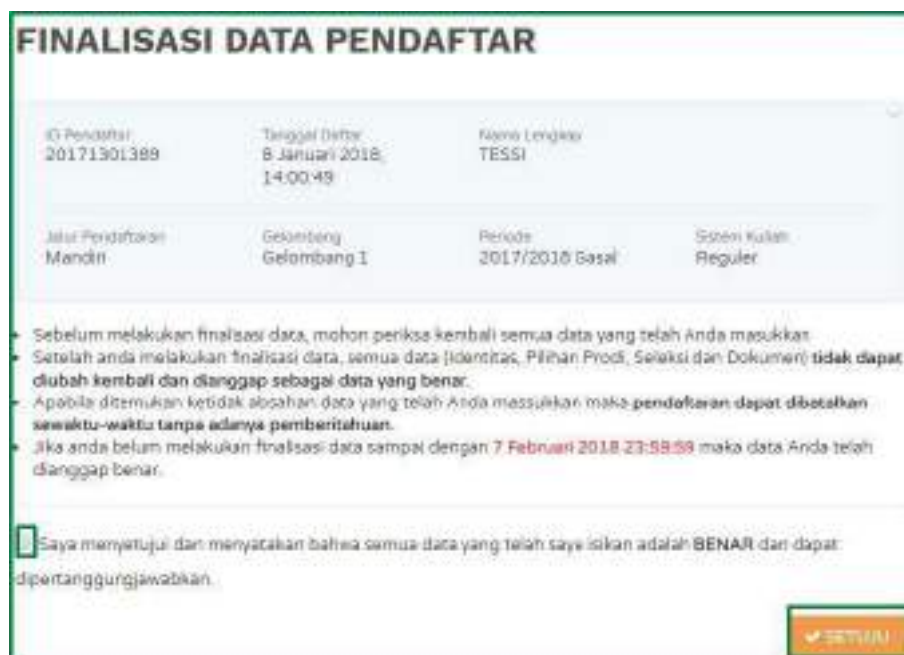 FINALISASI DATA PENDAFTAR
ID Pendaftar Tanggal Daftar Nama Lengkap
20171301389 8 Januari 2018, TESSI
14:00:49
Jalur Pendaftaran Gelombang Periode Sistem Kuliah
Mandiri Gelombang 1 2017/2018 Gasal Reguler
Sebelum melakukan finalisasi data, mohon periksa kembali semua data yang telah Anda masukkan
Setelah anda melakukan finalisasi data, semua data (Identitas, Pilihan Prodi, Seleksi dan Dokumen) tidak dapat
diubah kembali dan dianggap sebagai data yang benar.
Apabila ditemukan ketidak absahan data yang telah Anda massukkan maka pendaftaran dapat dibatalkan
sewaktu-waktu tanpa adanya pemberitahuan.
Jika anda belum melakukan finalisasi data sampai dengan 7 Februari 2018 23:59:59 maka data Anda telah
dianggap benar.
Saya menyetujui dan menyatakan bahwa semua data yang telah saya isikan adalah BENAR dan dapat
dipertanggungjawabkan.
✔ SETUJU